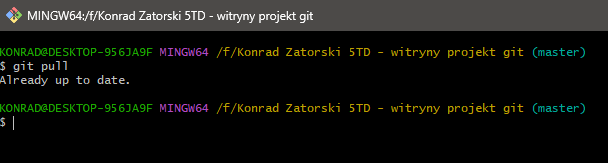 MINGW64:/f/Konrad Zatorski 5TD - witryny projekt git
KONRAD@DESKTOP-956JA9F MINGW64 /f/Konrad Zatorski 5TD - witryny projekt git (master)
$ git pull
Already up to date.
KONRAD@DESKTOP-956JA9F MINGW64 /f/Konrad Zatorski 5TD - witryny projekt git (master)
$